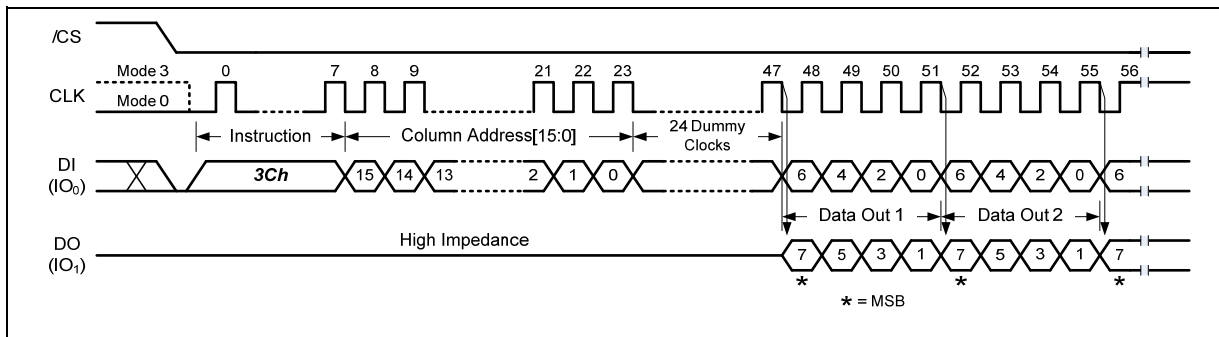 /CS
Mode 3 0 7 8 9 21 22 23 47 48 49 50 51 52 53 54 55 56
CLK
Mode 0
Instruction Column Address[15:0] 24 Dummy Clocks
DI (IO0) 3Ch 15 14 13 2 1 0 6 4 2 0 6 4 2 0 6
Data Out 1 Data Out 2
High Impedance
DO (IO1) 7 5 3 1 7 5 3 1 7
* * *
* = MSB